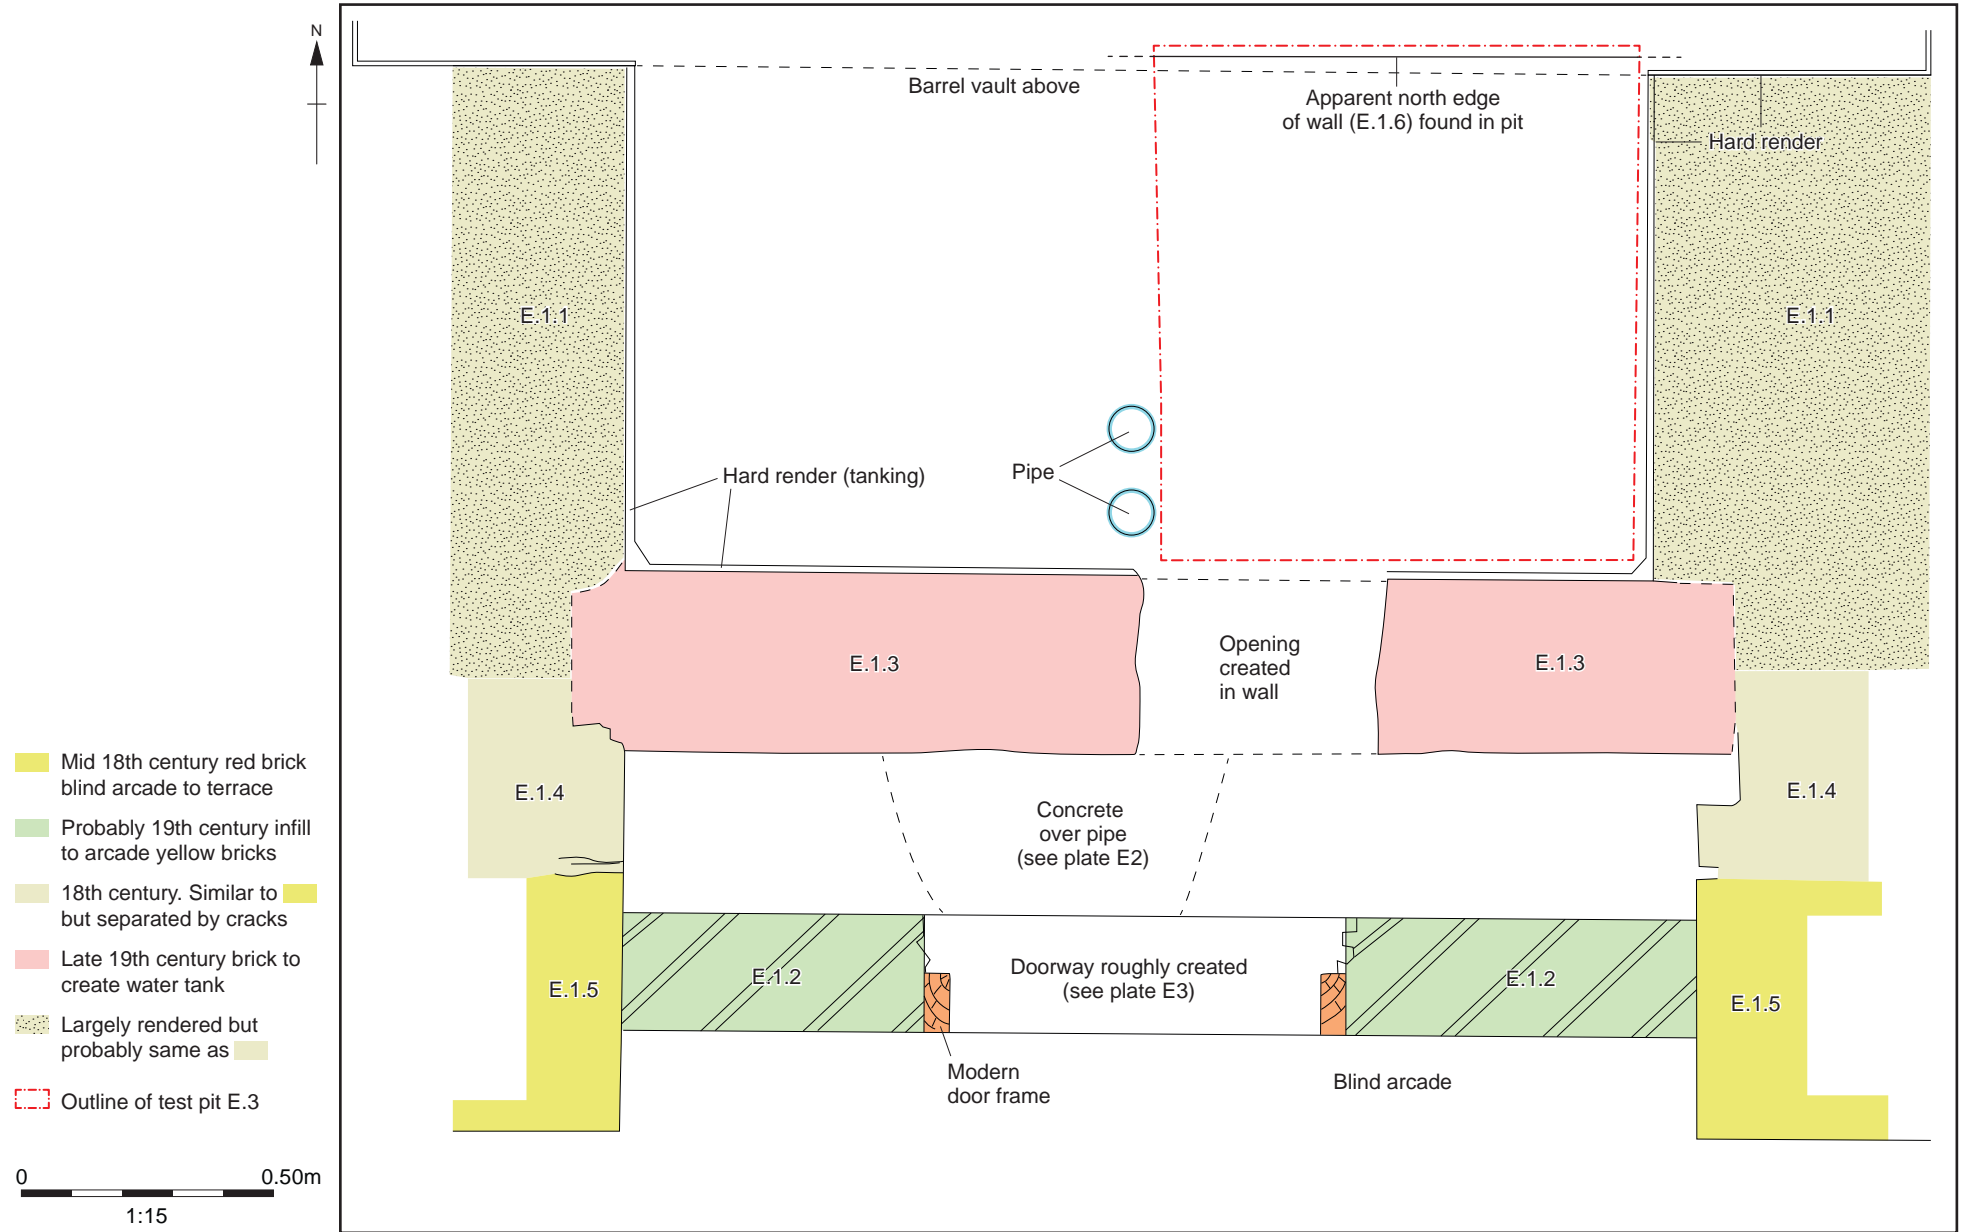 N
Barrel vault above
Apparent north edge
of wall (E.1.6) found in pit
Hard render
E.1.1
E.1.1
Hard render (tanking)
Pipe
E.1.3
Opening
created
in wall
E.1.3
E.1.4
Concrete
over pipe
(see plate E2)
E.1.4
E.1.5
E.1.2
Doorway roughly created
(see plate E3)
E.1.2
E.1.5
Modern
door frame
Blind arcade
Mid 18th century red brick
blind arcade to terrace
Probably 19th century infill
to arcade yellow bricks
18th century. Similar to
but separated by cracks
Late 19th century brick to
create water tank
Largely rendered but
probably same as
Outline of test pit E.3
0 0.50m
1:15